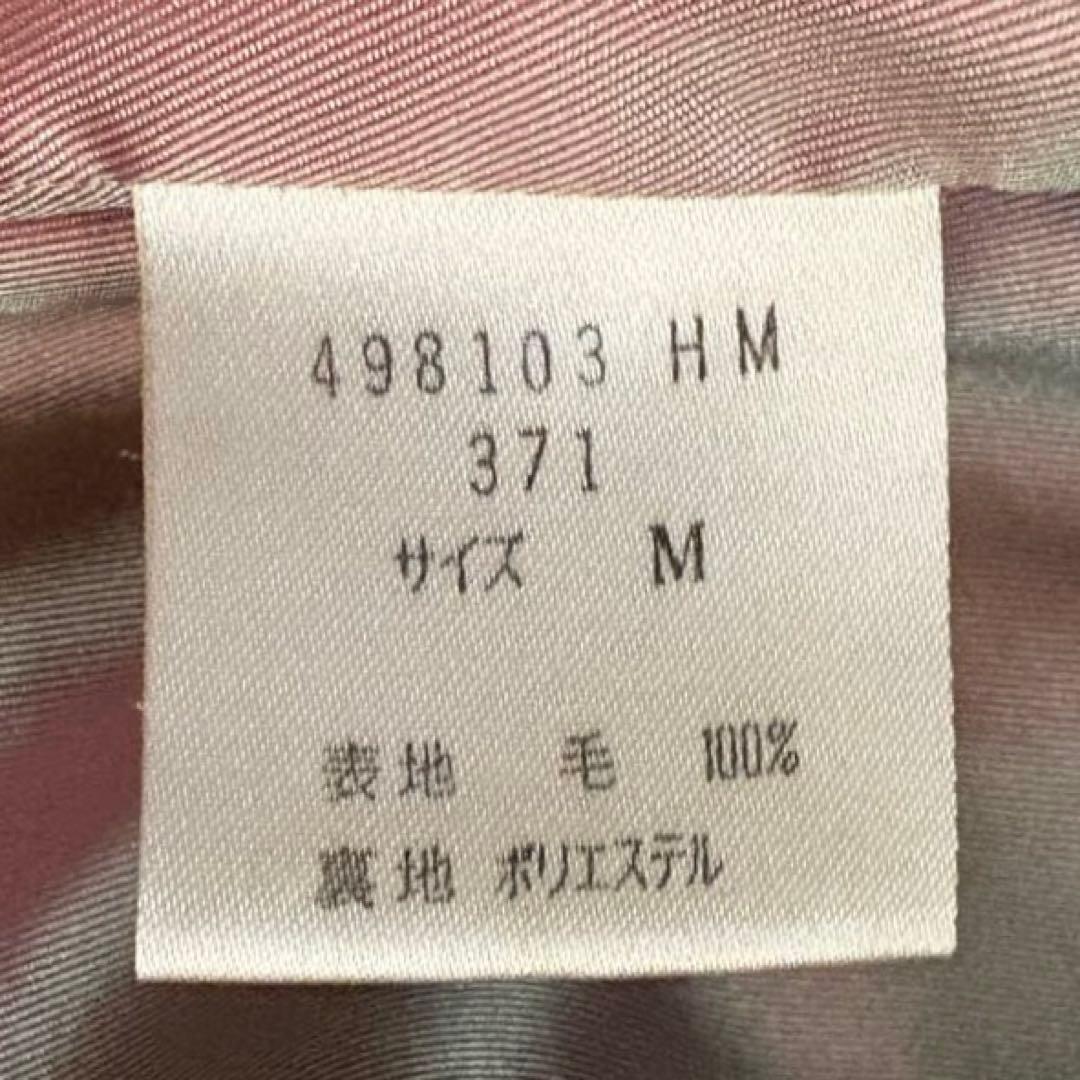 498103 HM
371
サイズ M
表地 毛 100%
裏地 ポリエステル